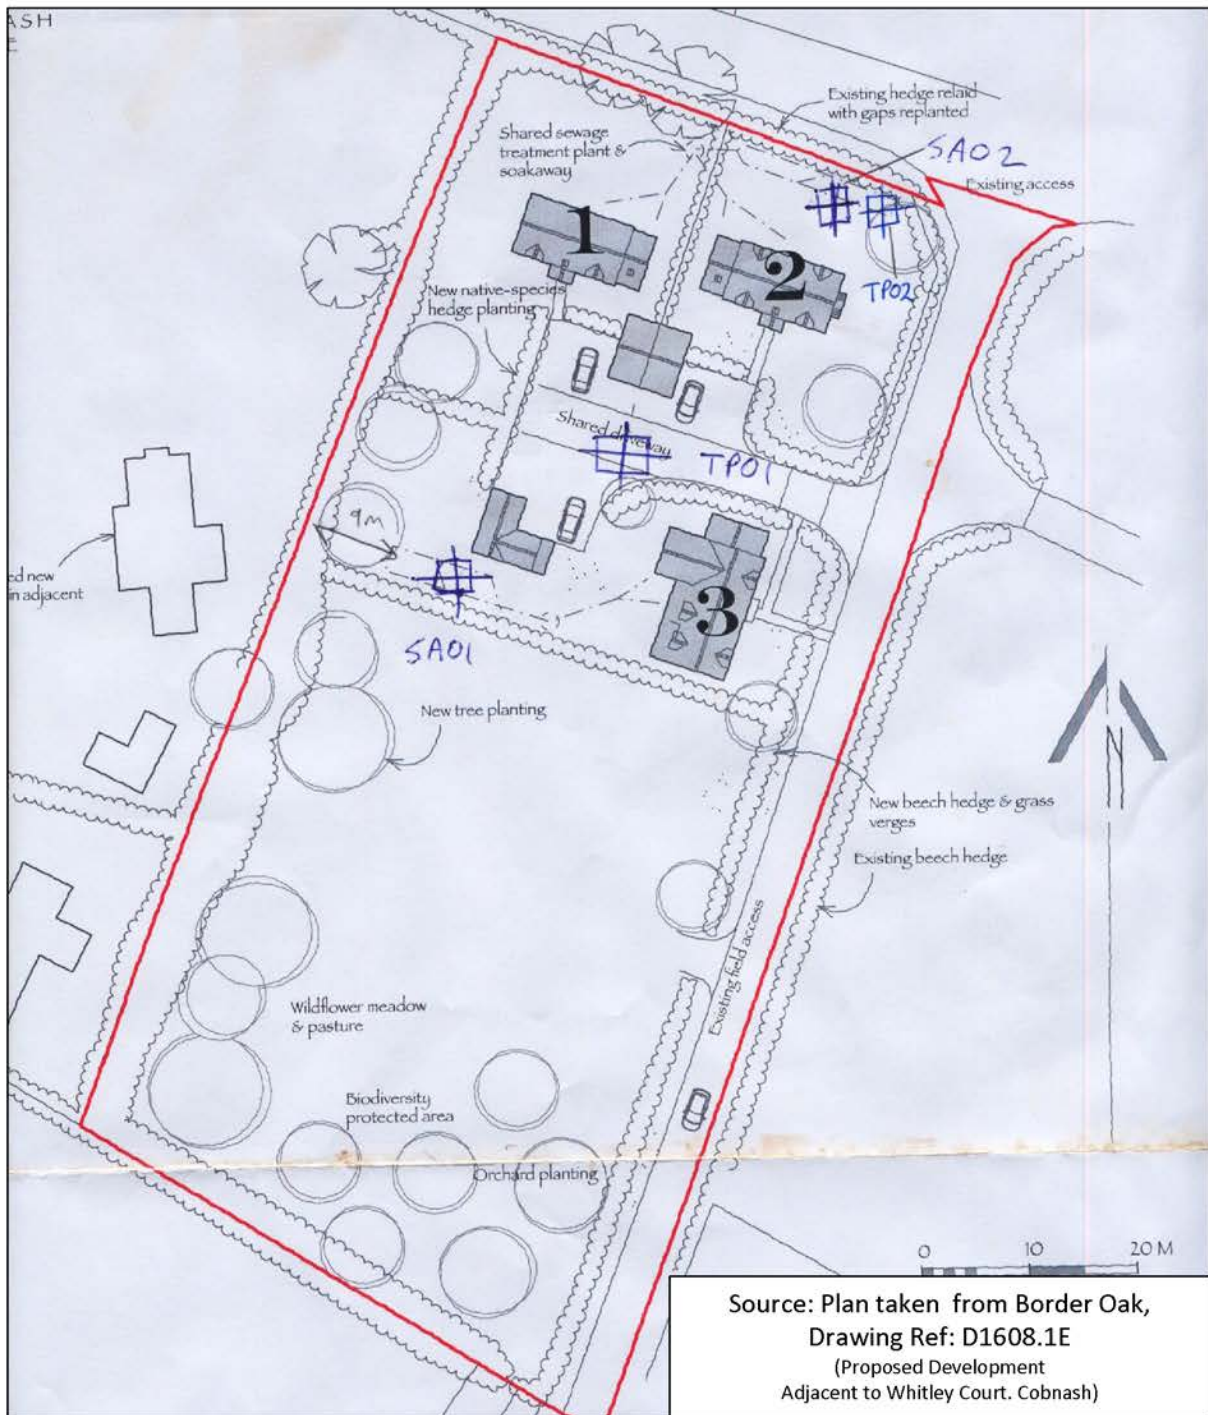 ASH
Existing hedge relaid
with gaps replanted
Shared sewage
treatment plant &
soakaway
SA02
Existing access
1
2
TP02
New native-species
hedge planting
Shared driveway
TP01
9m
ed new
in adjacent
3
SA01
New tree planting
N
New beech hedge & grass
verges
Existing beech hedge
Existing field access
Wildflower meadow
& pasture
Biodiversity
protected area
Orchard planting
0 10 20 M
Source: Plan taken from Border Oak,
Drawing Ref: D1608.1E
(Proposed Development
Adjacent to Whitley Court. Cobnash)